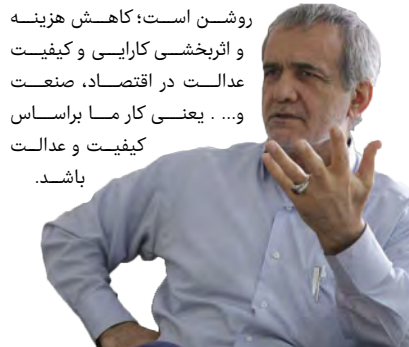 روشـن است؛ کاهـش هزینـه
و اثربخشـی کارایـی و کیفیـت
عدالـت در اقتصـاد، صنعـت
و... . یعنـی کار مـا براسـاس
کیفیـت و عدالـت
باشـد.